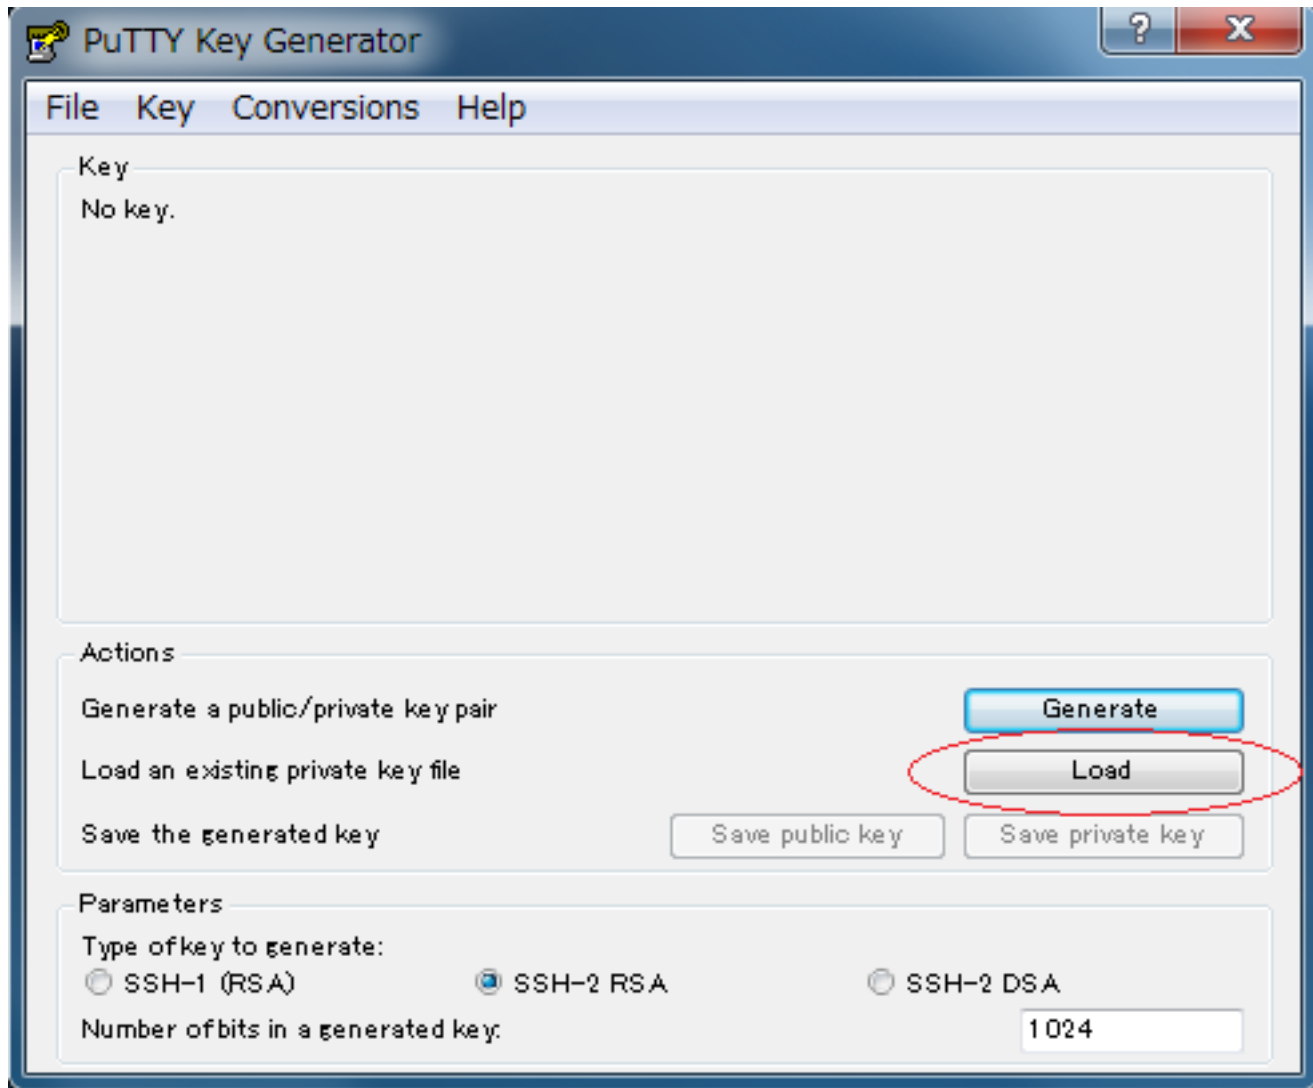 PuTTY Key Generator
? X
File Key Conversions Help
Key
No key.
Actions
Generate a public/private key pair Generate
Load an existing private key file Load
Save the generated key Save public key Save private key
Parameters
Type of key to generate:
SSH-1 (RSA) SSH-2 RSA SSH-2 DSA
Number of bits in a generated key: 1024